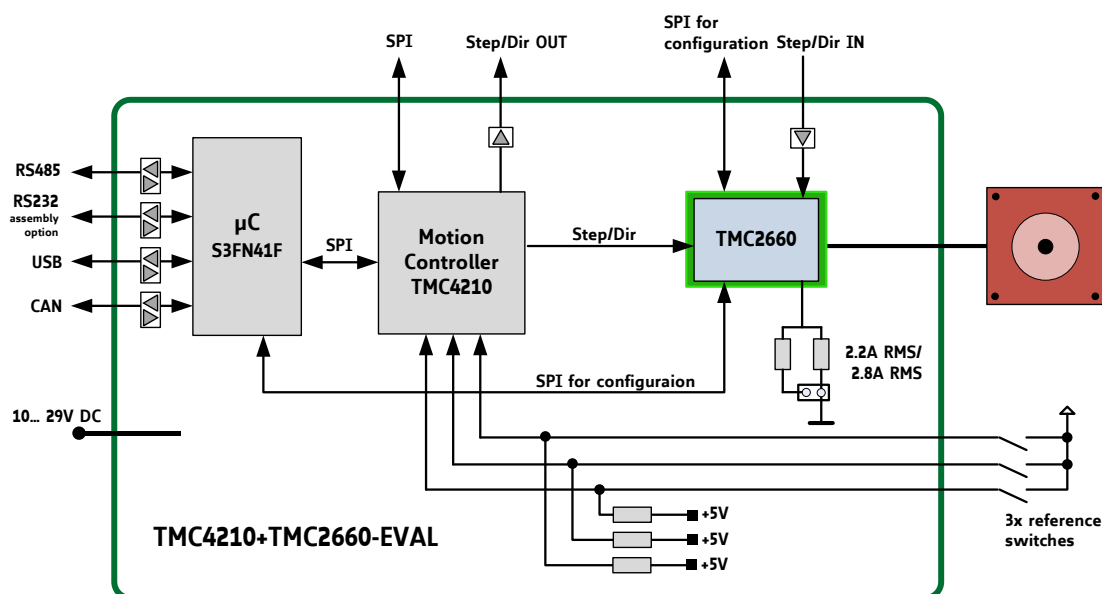 SPI
Step/Dir OUT
SPI for
configuration
Step/Dir IN
RS485
RS232
assembly
option
USB
CAN
µC
S3FN41F
SPI
Motion
Controller
TMC4210
Step/Dir
TMC2660
2.2A RMS/
2.8A RMS
SPI for configuraion
10... 29V DC
+5V
+5V
+5V
3x reference
switches
TMC4210+TMC2660-EVAL